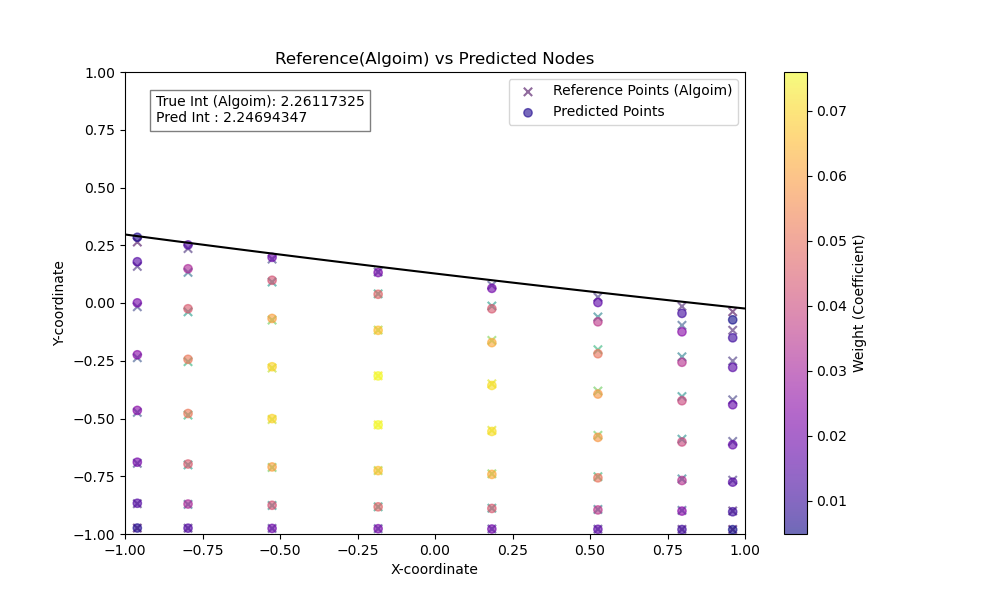 Reference(Algoim) vs Predicted Nodes
True Int (Algoim): 2.26117325
Pred Int : 2.24694347
Reference Points (Algoim)
Predicted Points
1.00
0.75
0.50
0.25
0.00
−0.25
−0.50
−0.75
−1.00
Y-coordinate
−1.00 −0.75 −0.50 −0.25 0.00 0.25 0.50 0.75 1.00
X-coordinate
0.07
0.06
0.05
0.04
0.03
0.02
0.01
Weight (Coefficient)